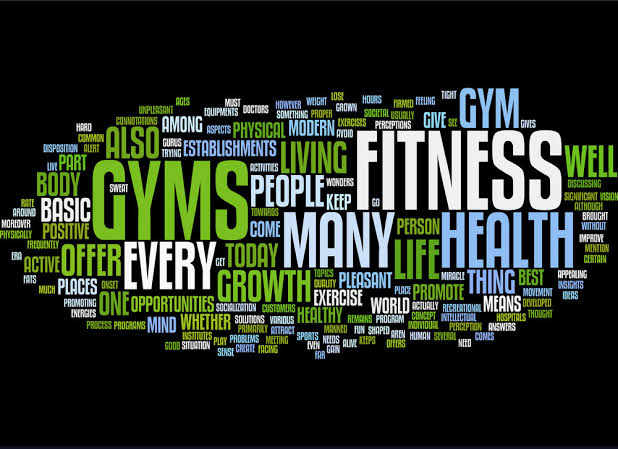 AGES MUST HOWEVER WEIGHT LOSE HOURS FIRMED FEELING TIGHT GYM
UNPLEASANT EQUIPMENTS DOCTORS SOMETHING GROWN SOCIETAL USUALLY
CONNOTATIONS AMONG ASPECTS PHYSICAL MODERN PROPER EXERCISES PERCEPTIONS GIVE SEE GIVES
HARD COMMON ALSO GURUS ESTABLISHMENTS AVOID FITNESS
DISPOSITION ALERT TRYING LIVING WELL
LIVE PART GYMS ACTIVITIES WONDERS DISCUSSING
BODY SWEAT PEOPLE KEEP GO SIGNIFICANT VISION
RATE BASIC TOWARDS MANY PERSON HEALTH ALTHOUGH
AROUND COME BROUGHT
MOREOVER POSITIVE WITHOUT
PHYSICALLY FREQUENTLY EVERY TODAY LIFE IMPROVE
ERA ACTIVE OFFER GET MENTION
FATS CERTAIN
MUCH PLACES ONSET GROWTH TOPICS PLEASANT MIRACLE THING BEST APPEALING
PROMOTING ONE OPPORTUNITIES QUALITY EXERCISE PLACE PROMOTE INSIGHTS
ENERGIES SOCIALIZATION CUSTOMERS WORLD ACTUALLY RECREATIONAL MEANS MOVEMENT IDEAS
PROCESS PROGRAMS MIND WHETHER SOLUTIONS VARIOUS HEALTHY REMAINS PROGRAM CONCEPT INTELLECTUAL DEVELOPED
PRIMARILY ATTRACT MANNED FUN SHAPED INDIVIDUAL PERCEPTION HOSPITALS THOUGHT
INSTITUTES PLAY PROBLEMS MEETING SPORTS NEEDS ALIVE KEEPS AREN HUMAN SEVERAL ANSWERS
GOOD SITUATION SENSE CREATE FACING EVEN GAIN OFFERS NEED COMES
FAR